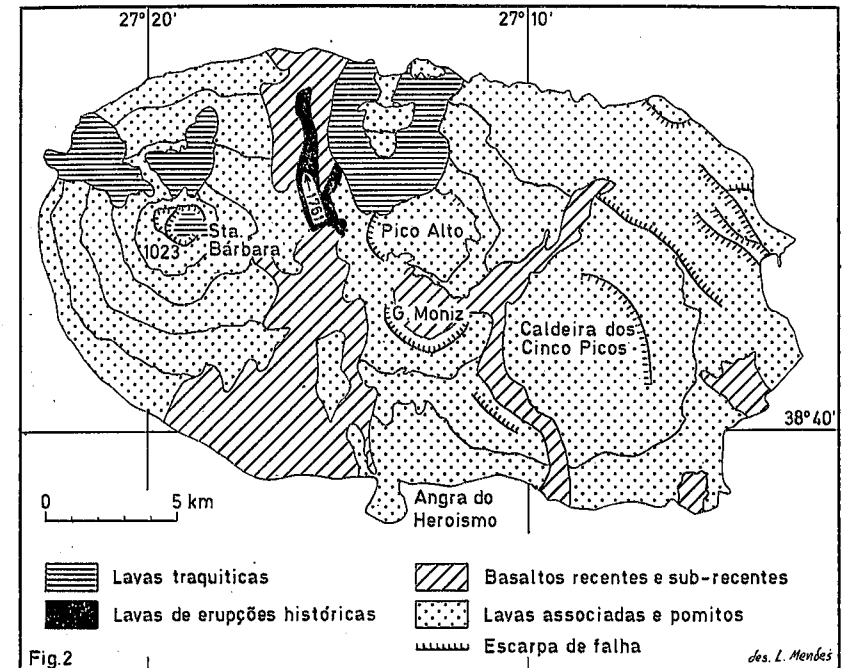 27° 20'
27° 10'
1761
Sta.
Bárbara
1023
Pico Alto
G. Moniz
Caldeira dos
Cinco Picos
38° 40'
0 5 km
Angra do
Heroismo
Lavas traquiticas
Basaltos recentes e sub-recentes
Lavas de erupções históricas
Lavas associadas e pomitos
Escarpa de falha
Fig.2
des. L. Mendes